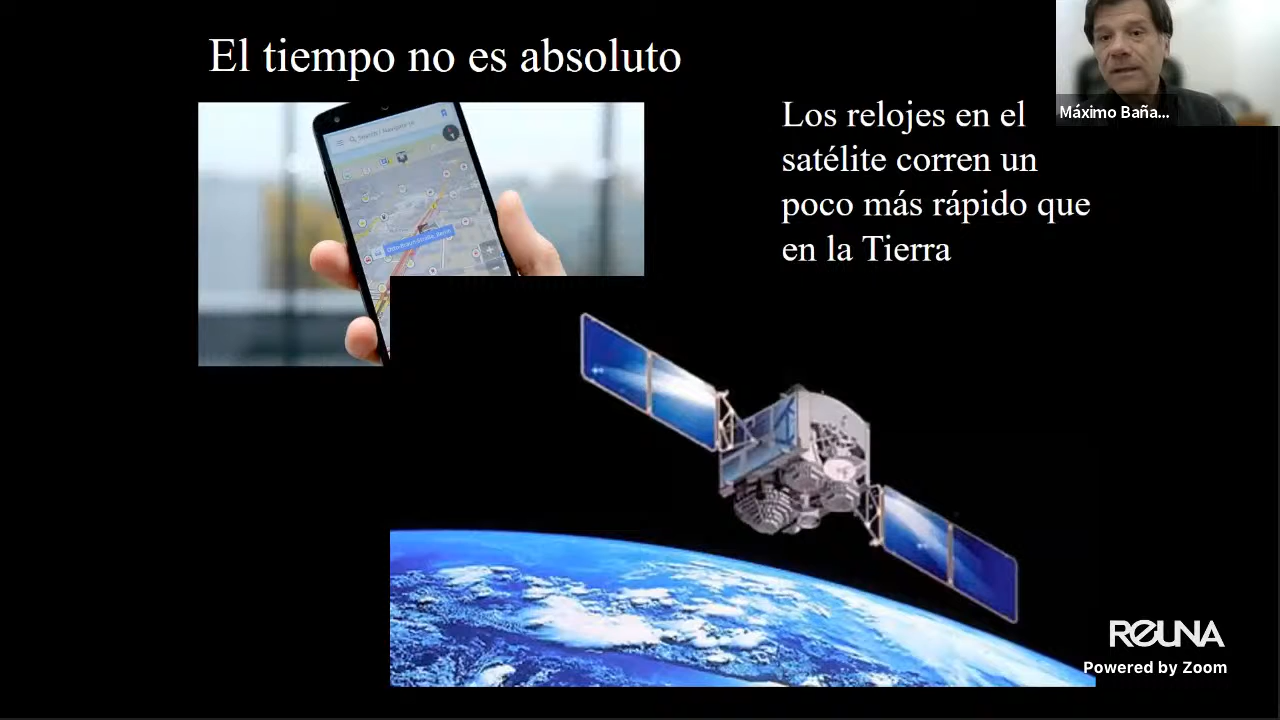 El tiempo no es absoluto
Máximo Baña...
Los relojes en el
satélite corren un
poco más rápido que
en la Tierra
REUNA
Powered by Zoom